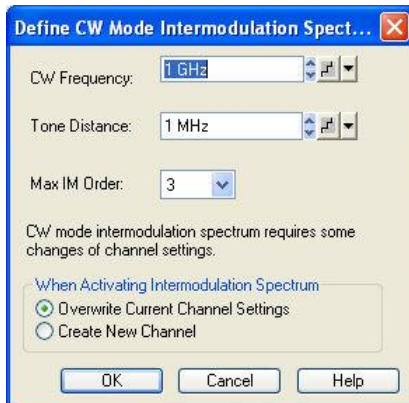 Define CW Mode Intermodulation Spect...
CW Frequency: 1 GHz
Tone Distance: 1 MHz
Max IM Order: 3
CW mode intermodulation spectrum requires some
changes of channel settings.
When Activating Intermodulation Spectrum
Overwrite Current Channel Settings
Create New Channel
OK Cancel Help